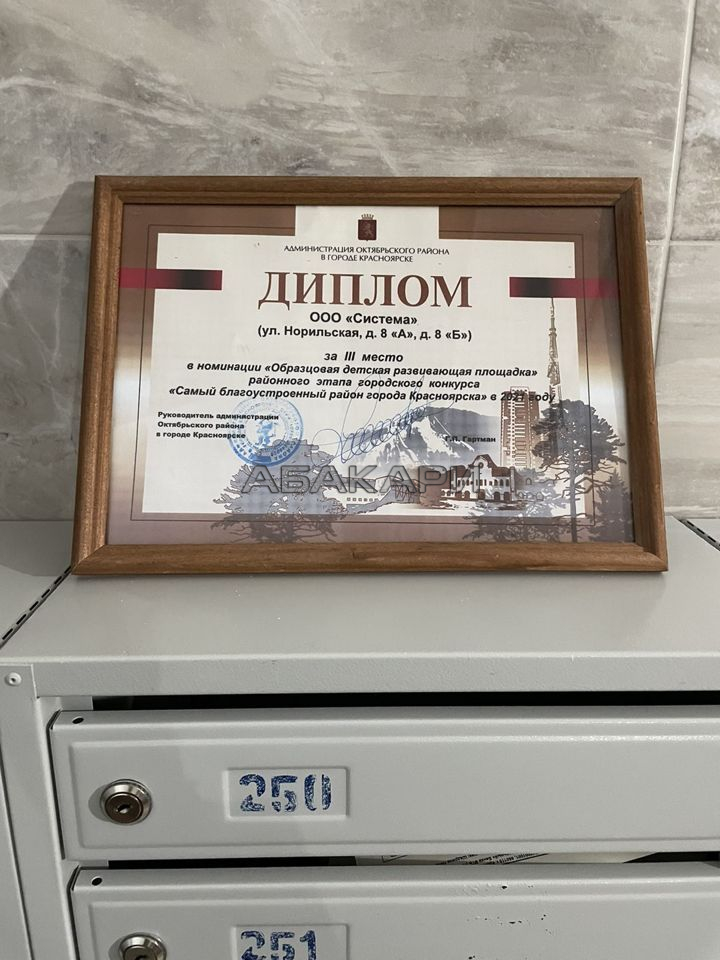 АДМИНИСТРАЦИЯ ОКТЯБРЬСКОГО РАЙОНА
В ГОРОДЕ КРАСНОЯРСКЕ
ДИПЛОМ
ООО «Система»
(ул. Норильская, д. 8 «А», д. 8 «Б»)
за III место
в номинации «Образцовая детская развивающая площадка»
районного этапа городского конкурса
«Самый благоустроенный район города Красноярска» в 2021 году
Руководитель администрации
Октябрьского района
в городе Красноярске
Г.П. Гартман
250
251